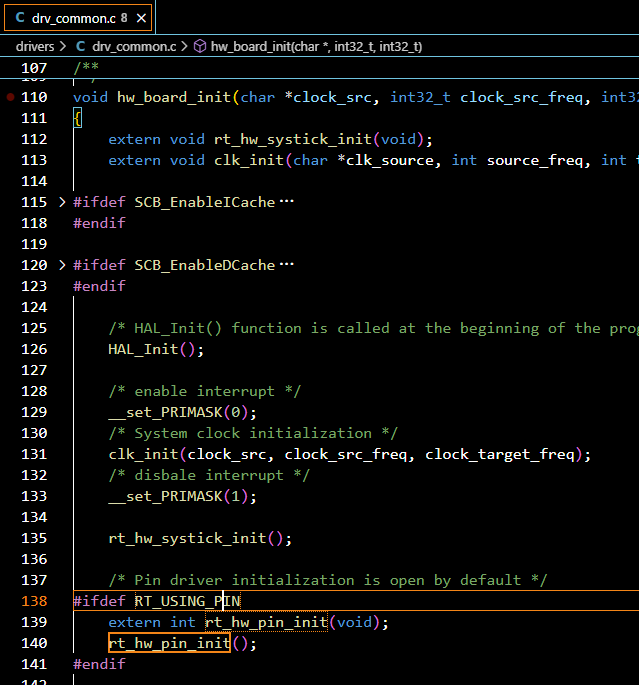 C drv_common.c 8 ×
drivers > C drv_common.c > hw_board_init(char *, int32_t, int32_t)
107 /**
110 void hw_board_init(char *clock_src, int32_t clock_src_freq, int32
111 {
112 extern void rt_hw_systick_init(void);
113 extern void clk_init(char *clk_source, int source_freq, int t
114
115 > #ifdef SCB_EnableICache ···
118 #endif
119
120 > #ifdef SCB_EnableDCache ···
123 #endif
124
125 /* HAL_Init() function is called at the beginning of the prog
126 HAL_Init();
127
128 /* enable interrupt */
129 __set_PRIMASK(0);
130 /* System clock initialization */
131 clk_init(clock_src, clock_src_freq, clock_target_freq);
132 /* disbale interrupt */
133 __set_PRIMASK(1);
134
135 rt_hw_systick_init();
136
137 /* Pin driver initialization is open by default */
138 #ifdef RT_USING_PIN
139 extern int rt_hw_pin_init(void);
140 rt_hw_pin_init();
141 #endif
142